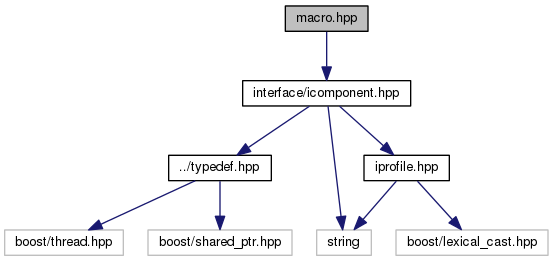 macro.hpp
interface/icomponent.hpp
../typedef.hpp
iprofile.hpp
boost/thread.hpp
boost/shared_ptr.hpp
string
boost/lexical_cast.hpp